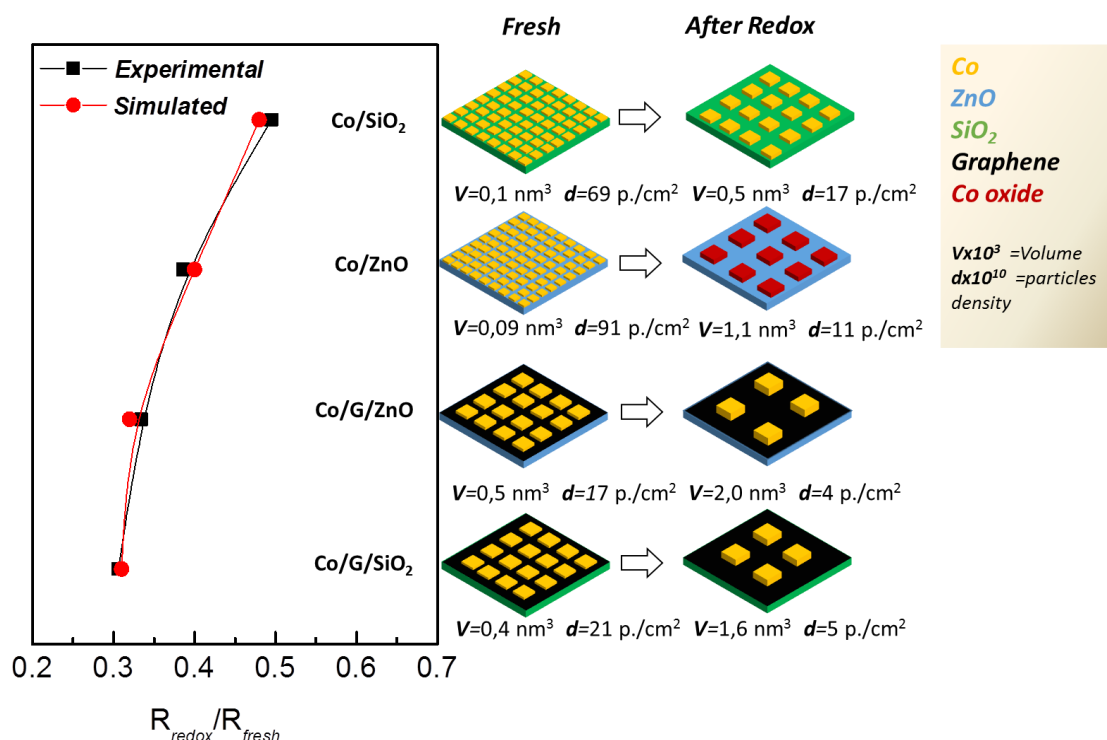 Fresh After Redox
Experimental
Simulated
Co/SiO₂
V=0,1 nm³ d=69 p./cm² V=0,5 nm³ d=17 p./cm²
Co/ZnO
V=0,09 nm³ d=91 p./cm² V=1,1 nm³ d=11 p./cm²
Co/G/ZnO
V=0,5 nm³ d=17 p./cm² V=2,0 nm³ d=4 p./cm²
Co/G/SiO₂
V=0,4 nm³ d=21 p./cm² V=1,6 nm³ d=5 p./cm²
0.2 0.3 0.4 0.5 0.6 0.7
R_redox/R_fresh
Co
ZnO
SiO₂
Graphene
Co oxide
Vx10³ =Volume
dx10¹⁰ =particles
density